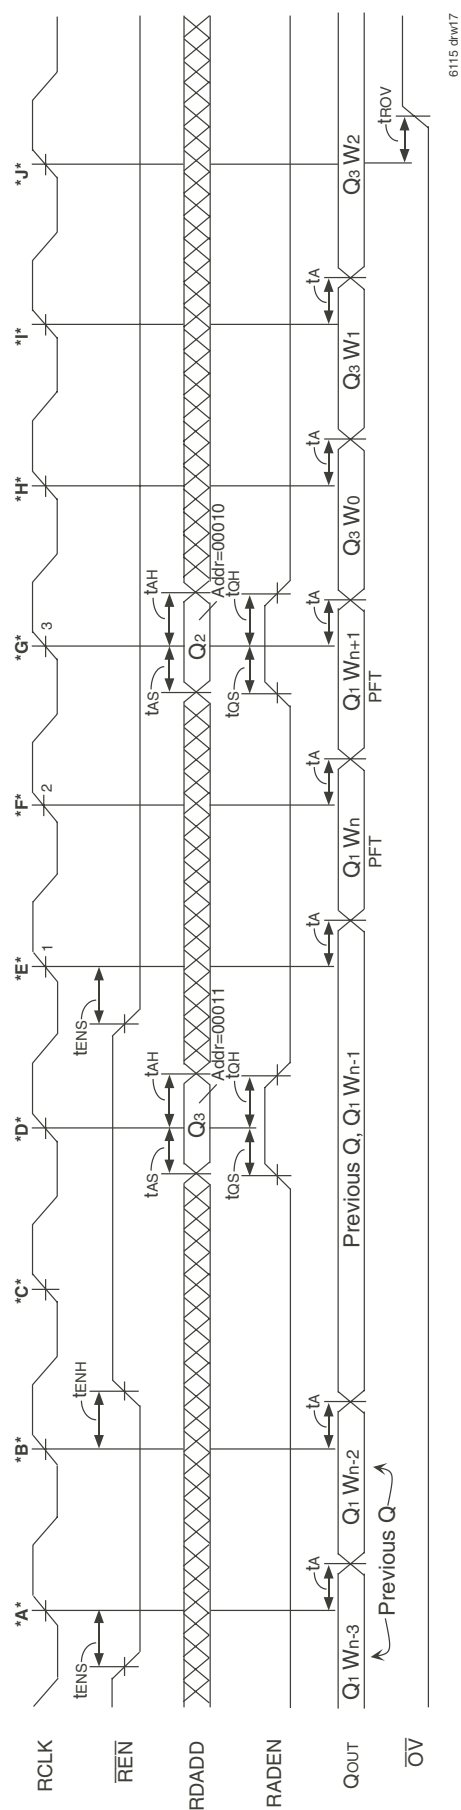 *A* *B* *C* *D* *E* *F* *G* *H* *I* *J*
1 2 3
RCLK
tENS tENH tENS
REN
tAS tAH tAS tAH
RDADD Q3 Q2
Addr=00011 Addr=00010
tQS tQH tQS tQH
RADEN
tA tA tA tA tA tA tA tA
QOUT Q1 Wn-3 Q1 Wn-2 Previous Q, Q1 Wn-1 Q1 Wn Q1 Wn+1 Q3 W0 Q3 W1 Q3 W2
PFT PFT
Previous Q
tROV
OV
6115 drw17